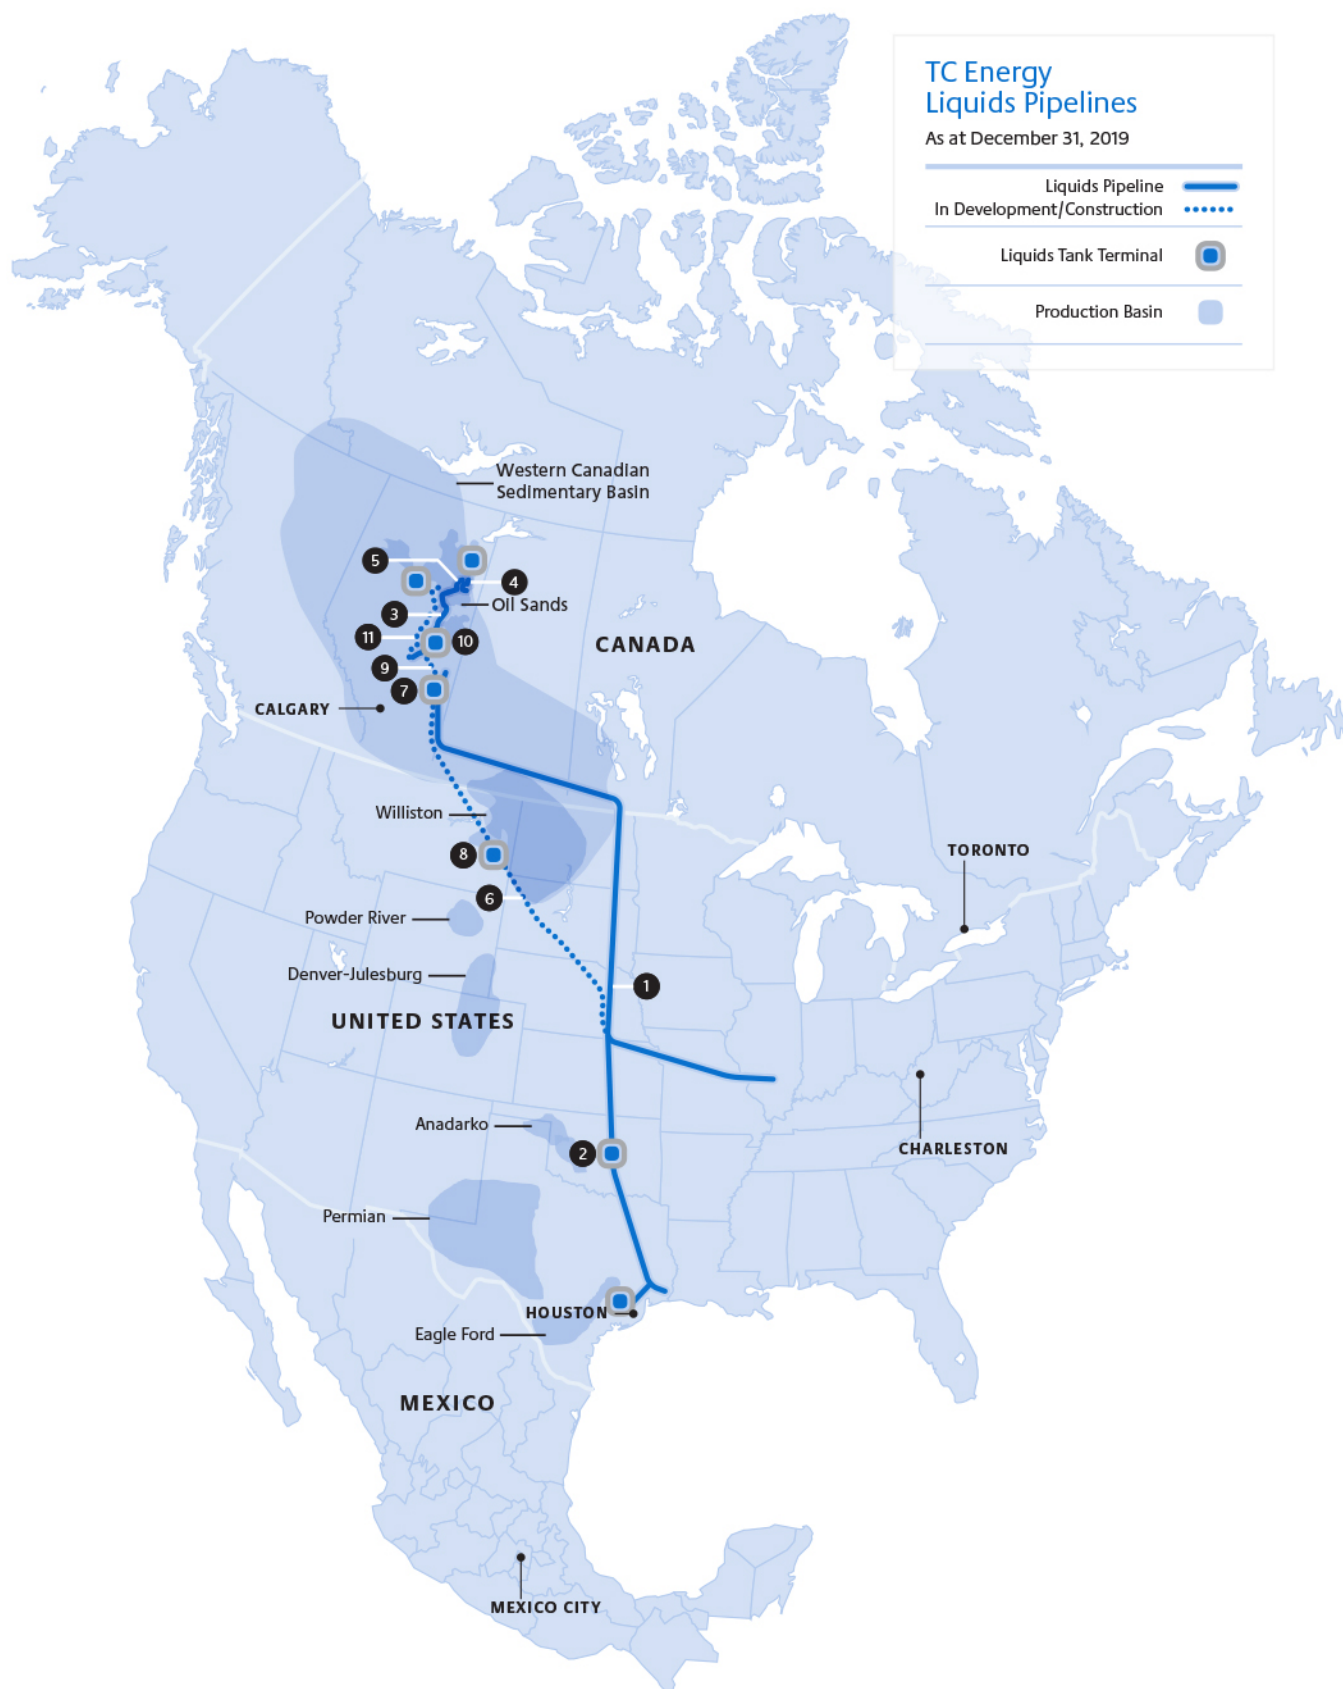 TC Energy
Liquids Pipelines
As at December 31, 2019
Liquids Pipeline
In Development/Construction
Liquids Tank Terminal
Production Basin
Western Canadian
Sedimentary Basin
5
4
Oil Sands
3
11
10
CANADA
9
7
CALGARY
Williston
8
TORONTO
6
Powder River
Denver-Julesburg
1
UNITED STATES
Anadarko
2
CHARLESTON
Permian
HOUSTON
Eagle Ford
MEXICO
MEXICO CITY